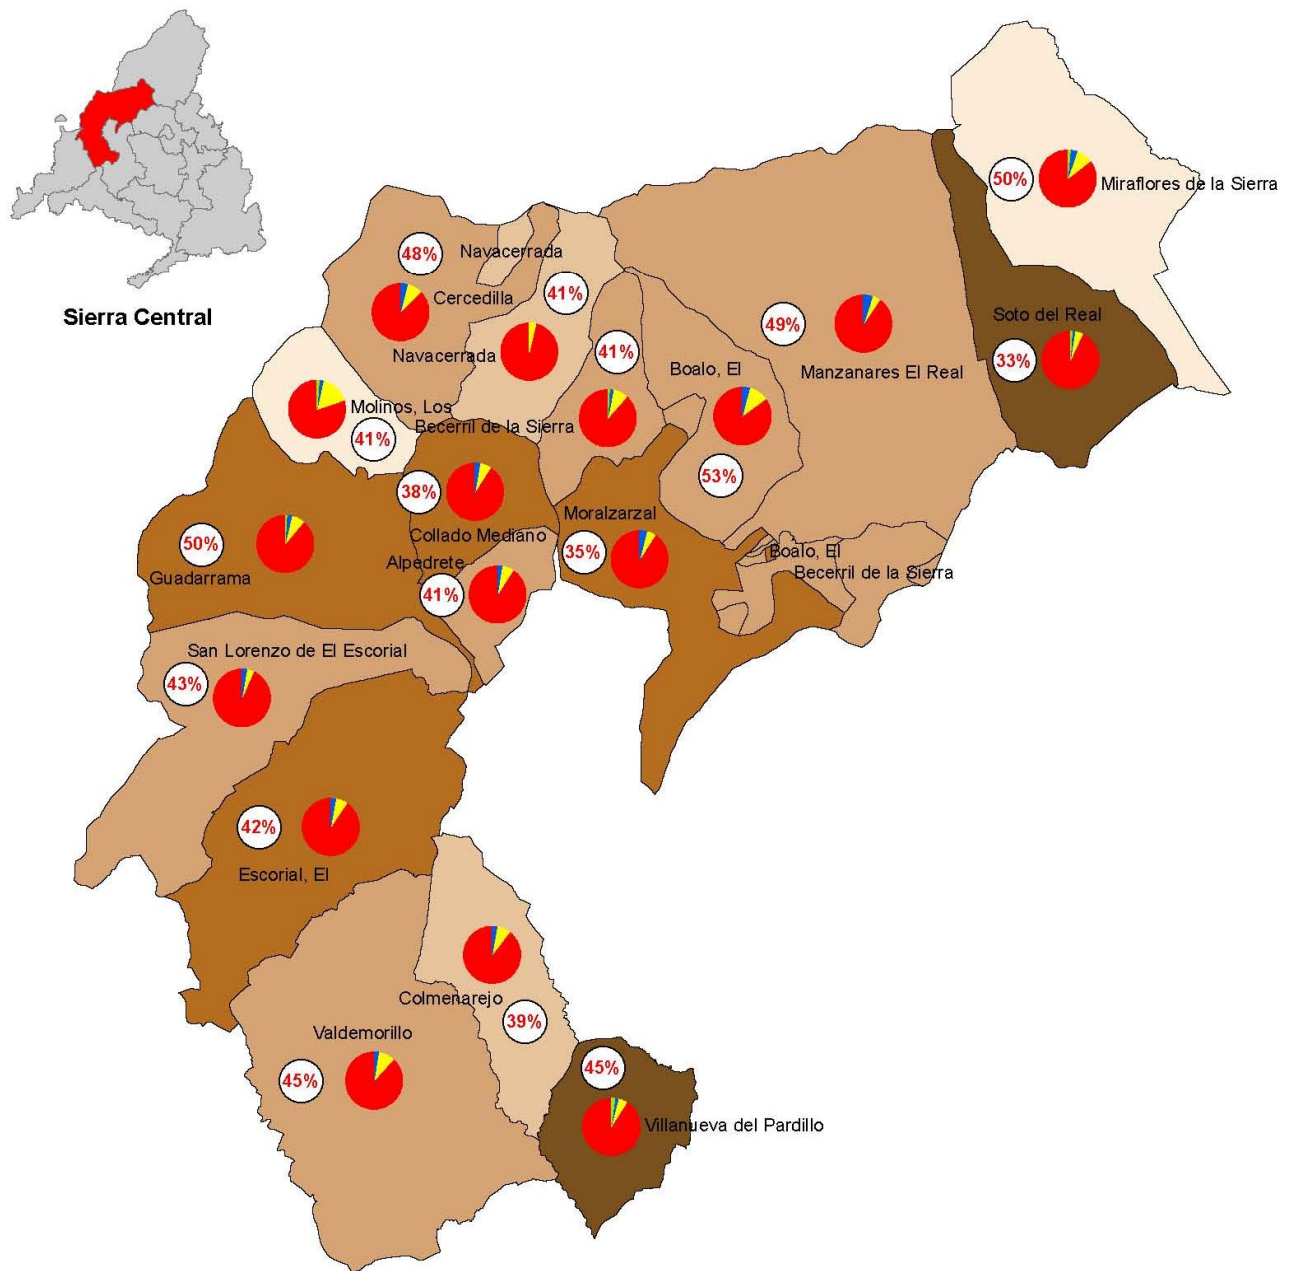 Sierra Central
50%
Miraflores de la Sierra
48%
Navacerrada
Cercedilla
41%
Soto del Real
33%
49%
Manzanares El Real
Navacerrada
41%
Boalo, El
Molinos, Los
41%
Becerril de la Sierra
53%
38%
Collado Mediano
Moralzarzal
35%
50%
Guadarrama
Alpedrete
41%
Boalo, El
Becerril de la Sierra
San Lorenzo de El Escorial
43%
42%
Escorial, El
Colmenarejo
39%
Valdemorillo
45%
45%
Villanueva del Pardillo